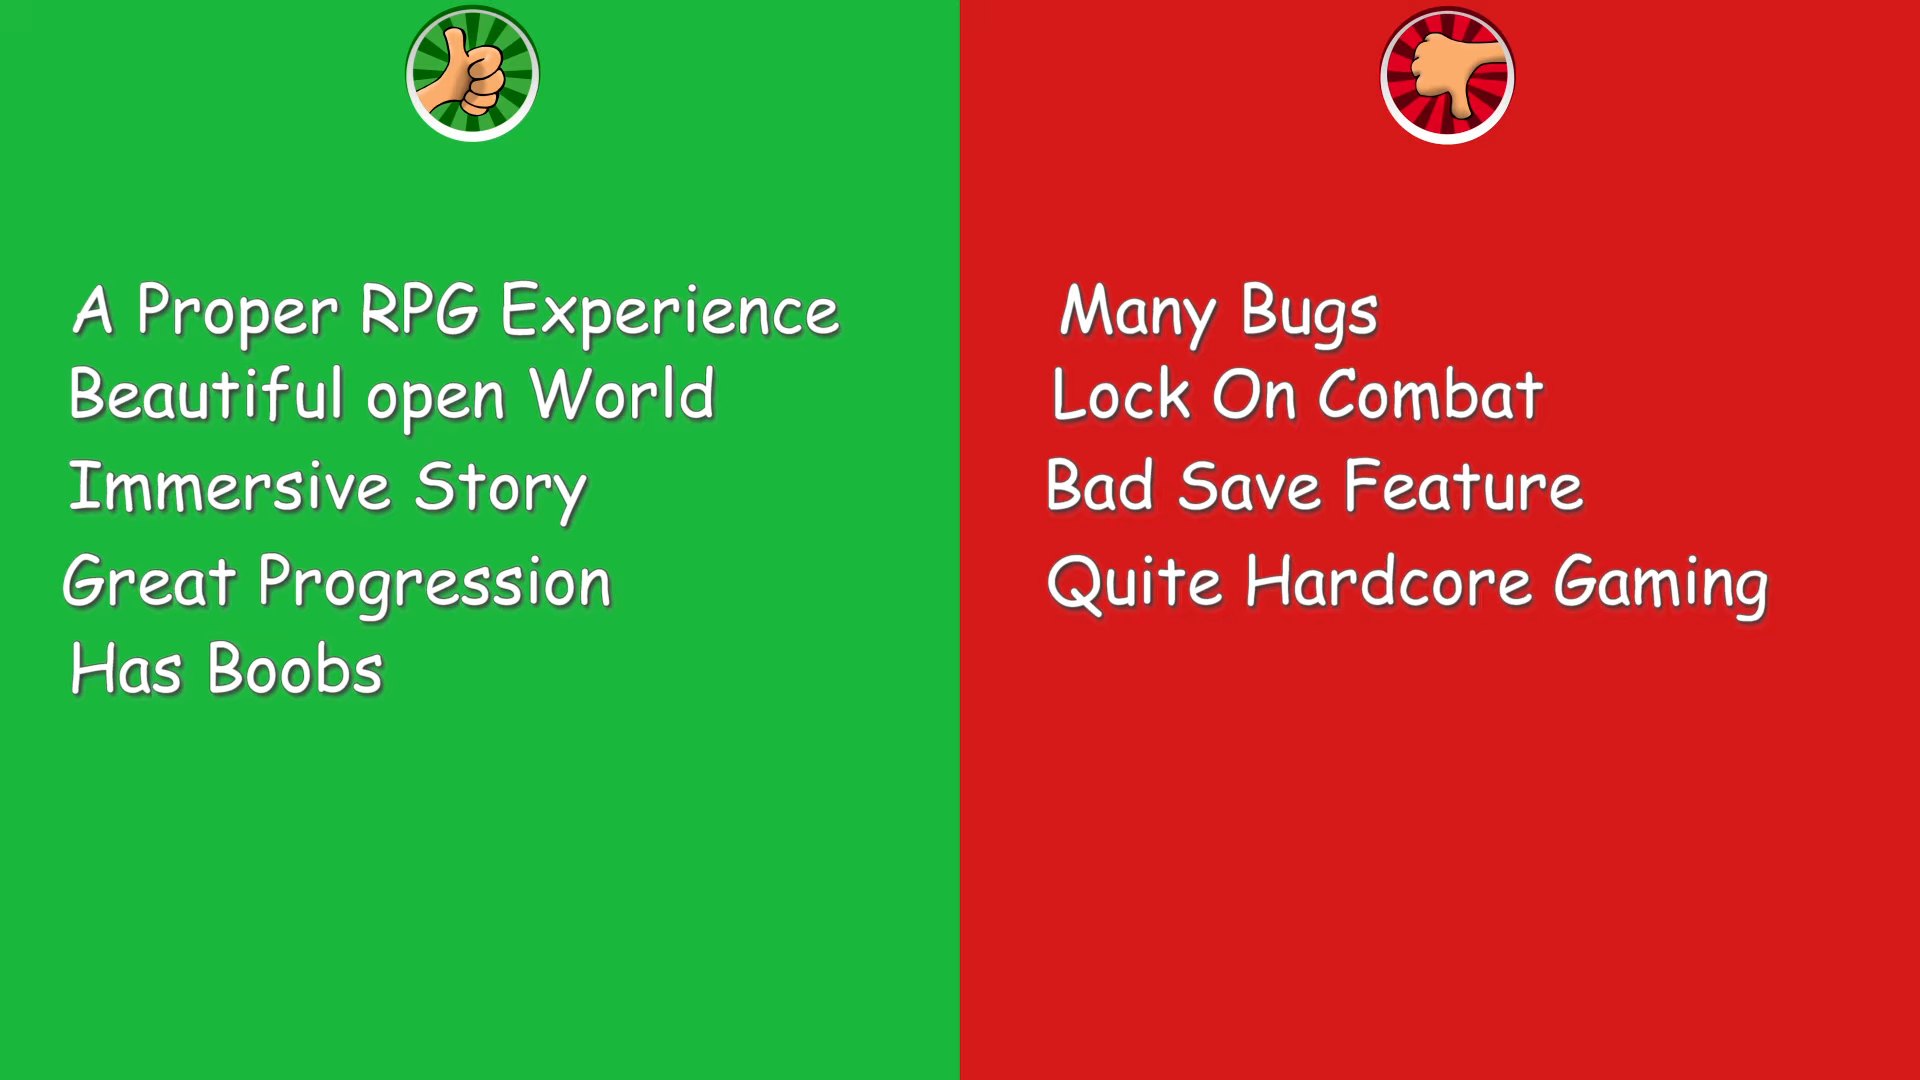 A Proper RPG Experience
Beautiful open World
Immersive Story
Great Progression
Has Boobs
Many Bugs
Lock On Combat
Bad Save Feature
Quite Hardcore Gaming